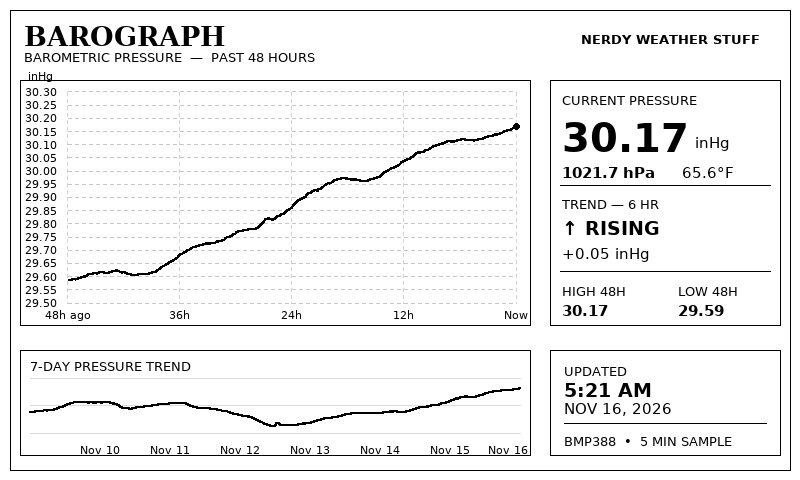 BAROGRAPH
BAROMETRIC PRESSURE — PAST 48 HOURS
NERDY WEATHER STUFF
inHg
30.30
30.25
30.20
30.15
30.10
30.05
30.00
29.95
29.90
29.85
29.80
29.75
29.70
29.65
29.60
29.55
29.50
48h ago 36h 24h 12h Now
CURRENT PRESSURE
30.17 inHg
1021.7 hPa 65.6°F
TREND — 6 HR
↑ RISING
+0.05 inHg
HIGH 48H LOW 48H
30.17 29.59
7-DAY PRESSURE TREND
Nov 10 Nov 11 Nov 12 Nov 13 Nov 14 Nov 15 Nov 16
UPDATED
5:21 AM
NOV 16, 2026
BMP388 • 5 MIN SAMPLE